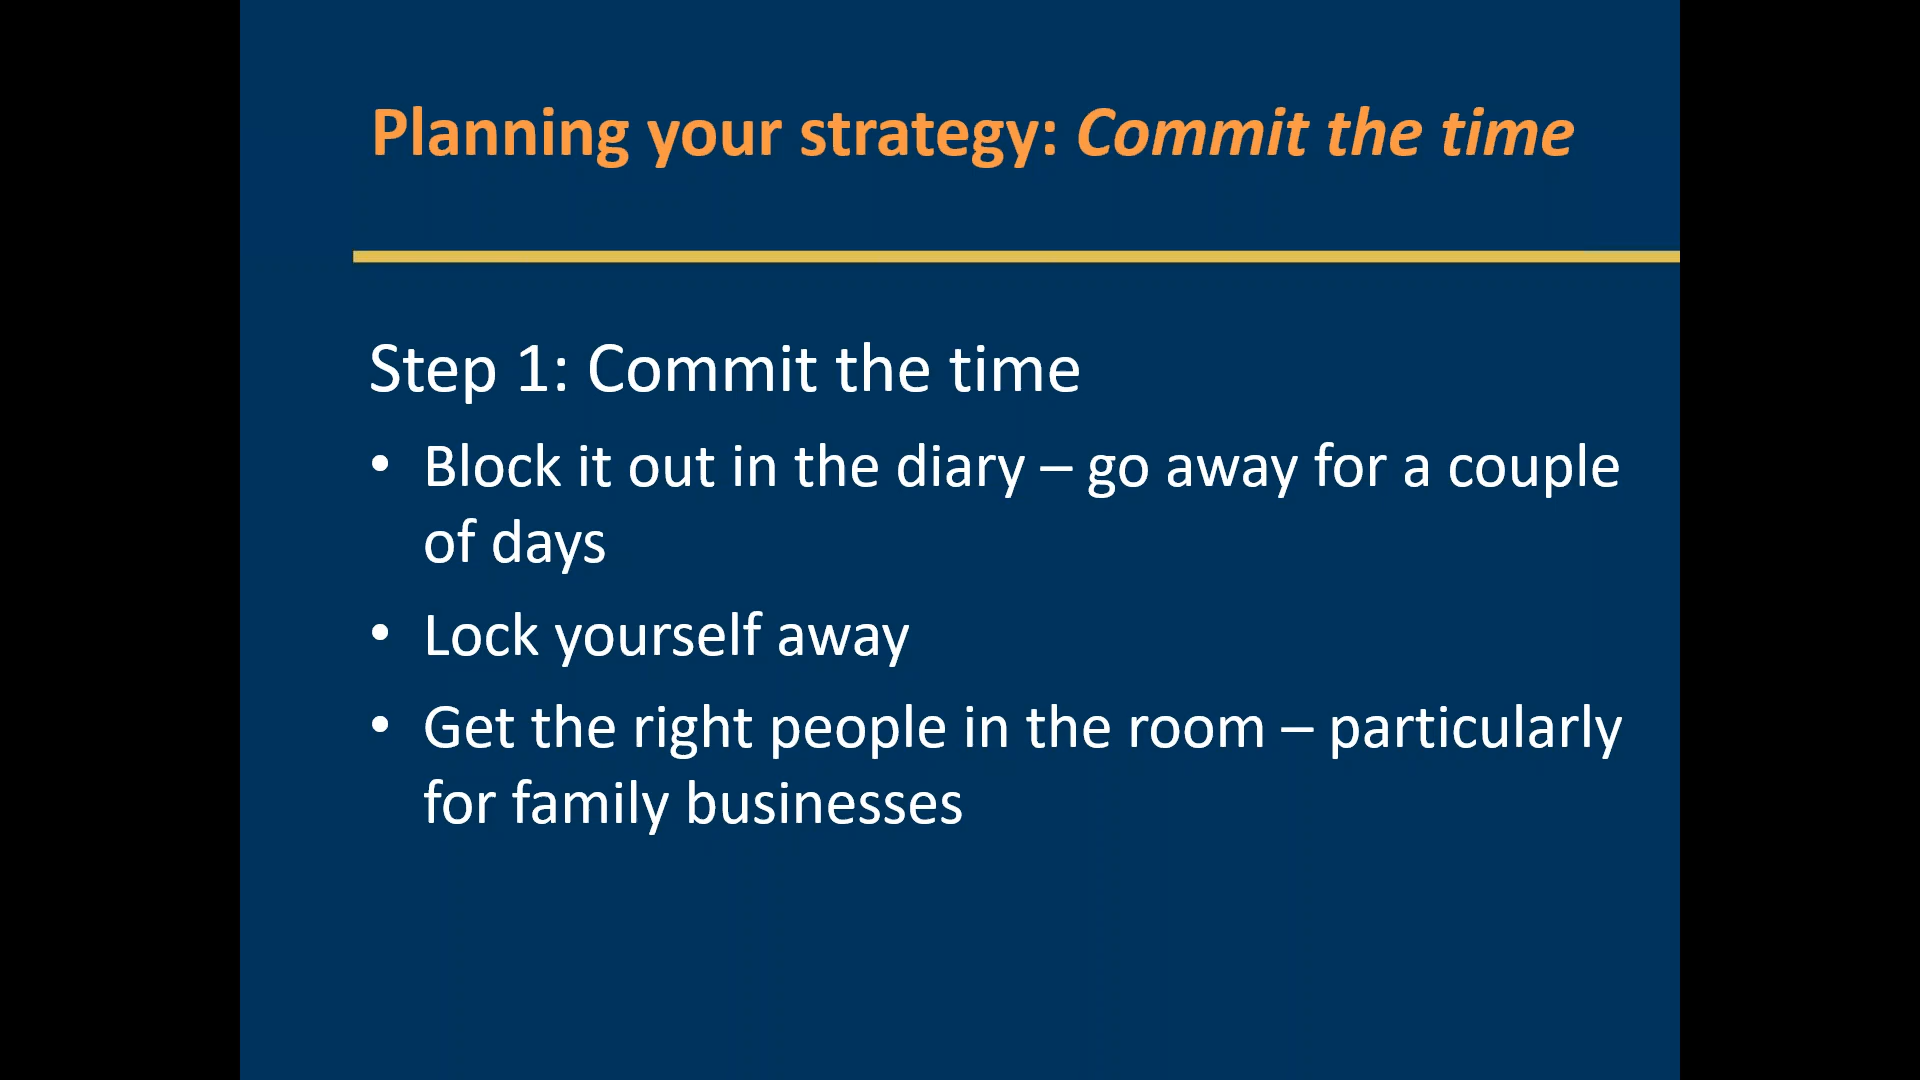 Planning your strategy: Commit the time
Step 1: Commit the time
• Block it out in the diary – go away for a couple
of days
• Lock yourself away
• Get the right people in the room – particularly
for family businesses